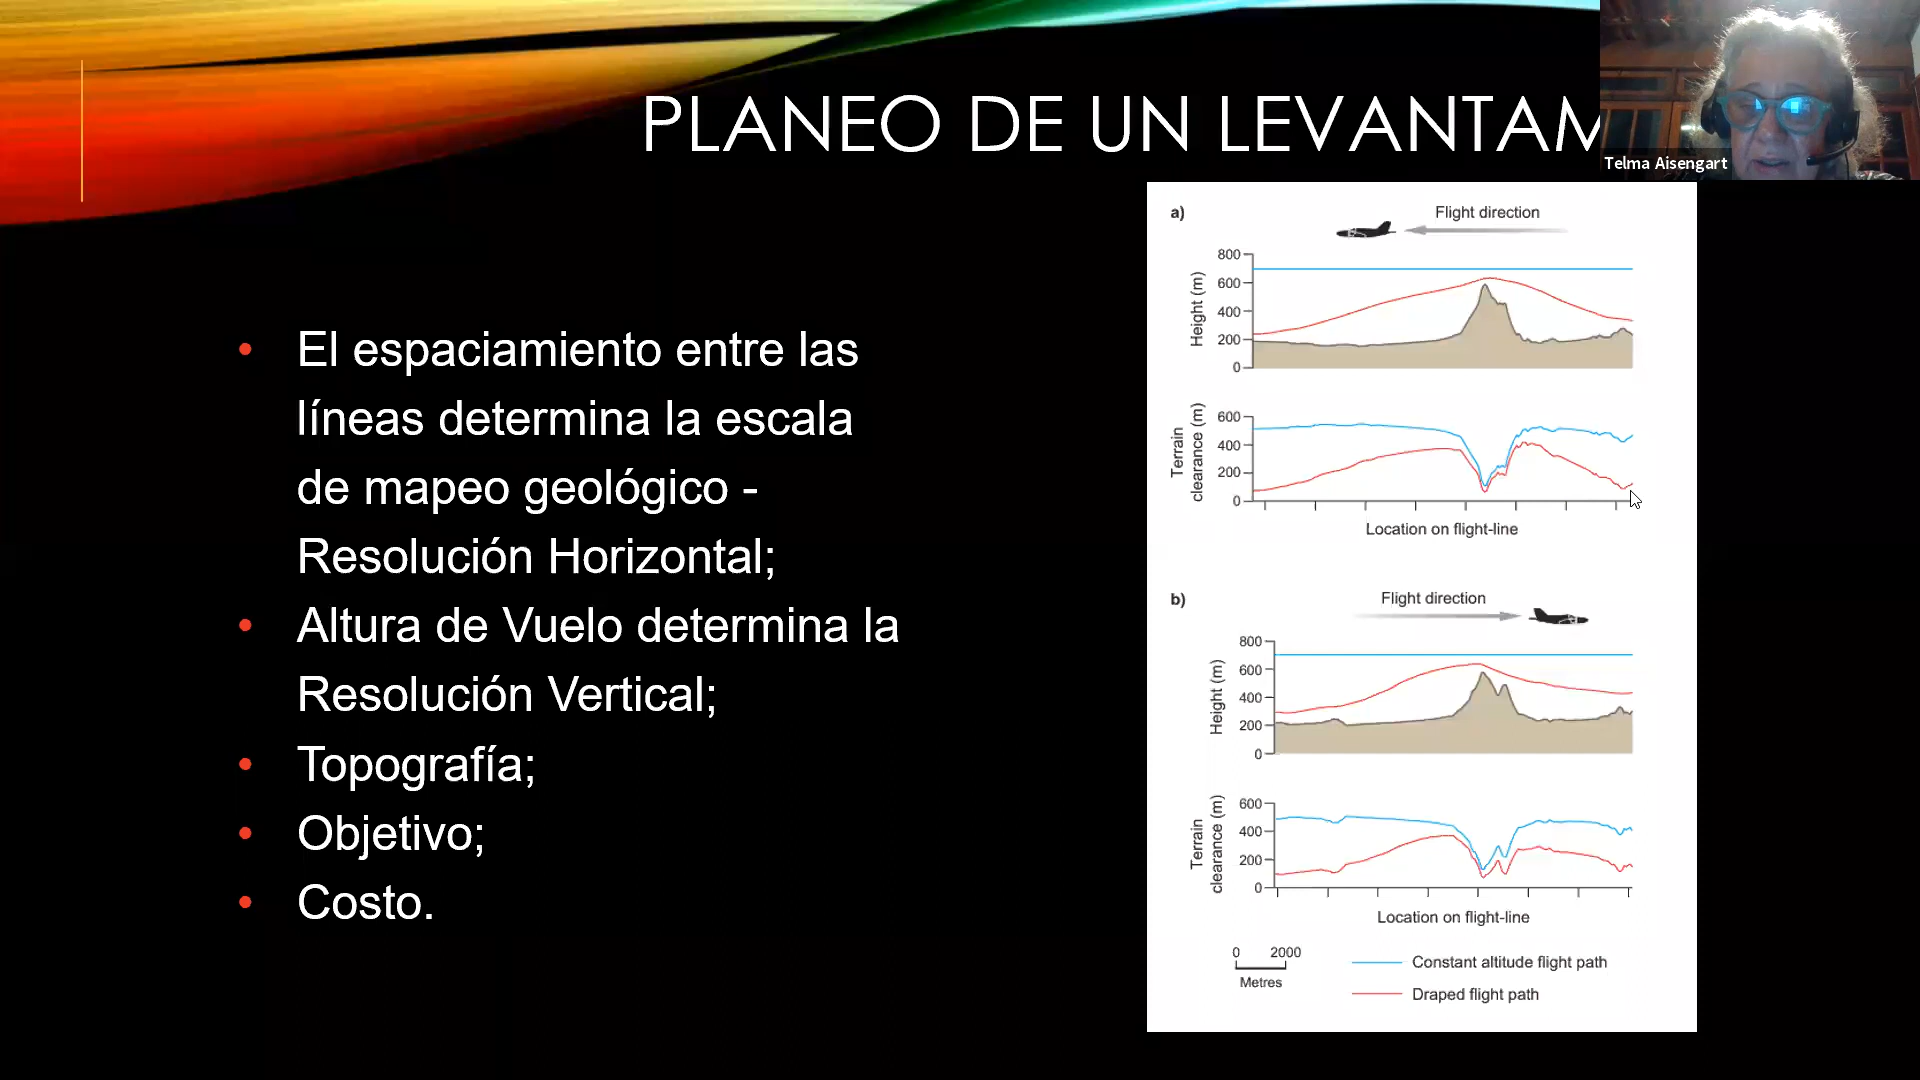 PLANEO DE UN LEVANTAM
Telma Aisengart
El espaciamiento entre las
líneas determina la escala
de mapeo geológico -
Resolución Horizontal;
Altura de Vuelo determina la
Resolución Vertical;
Topografía;
Objetivo;
Costo.
a)
Flight direction
800
600
400
200
0
Height (m)
600
400
200
0
Terrain
clearance (m)
Location on flight-line
b)
Flight direction
800
600
400
200
0
Height (m)
600
400
200
0
Terrain
clearance (m)
Location on flight-line
0 2000
Metres
Constant altitude flight path
Draped flight path